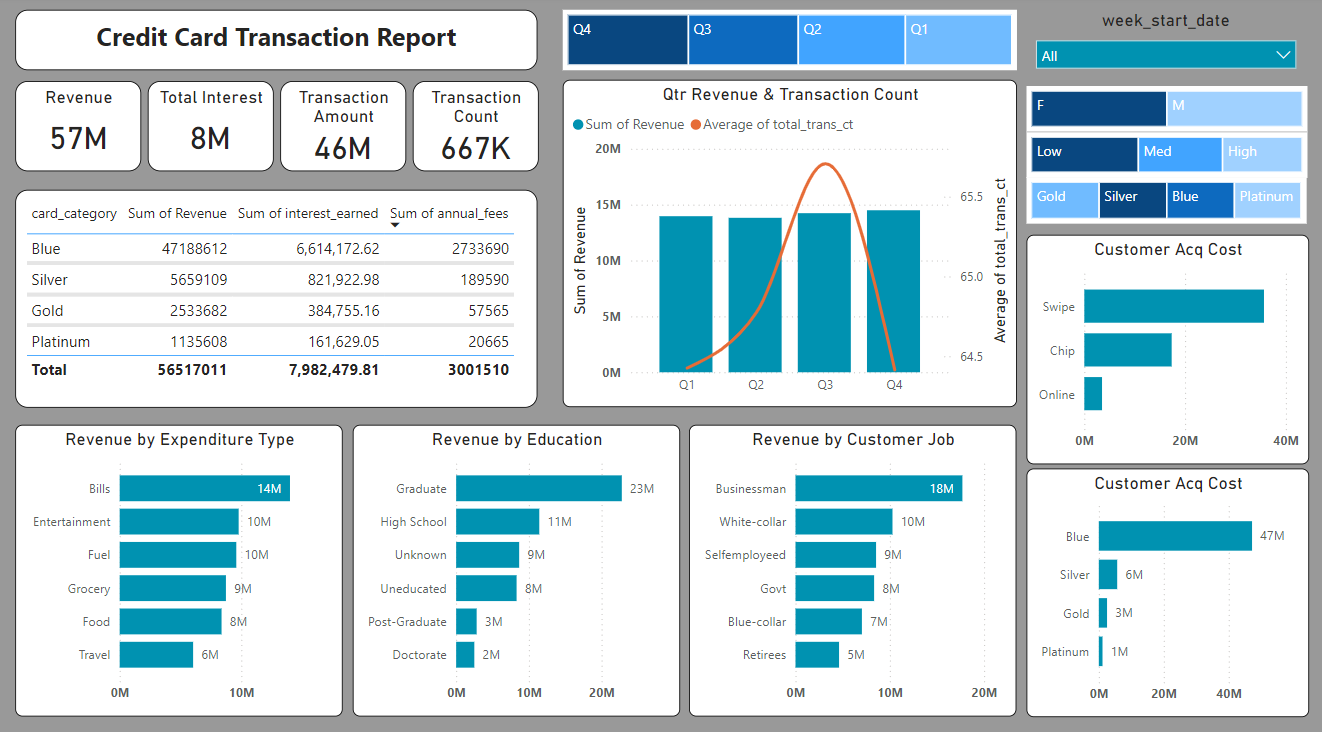 Credit Card Transaction Report
Q4 Q3 Q2 Q1
week_start_date
All
F M
Low Med High
Gold Silver Blue Platinum
Revenue
57M
Total Interest
8M
Transaction
Amount
46M
Transaction
Count
667K
card_category Sum of Revenue Sum of interest_earned Sum of annual_fees
Blue 47188612 6,614,172.62 2733690
Silver 5659109 821,922.98 189590
Gold 2533682 384,755.16 57565
Platinum 1135608 161,629.05 20665
Total 56517011 7,982,479.81 3001510
Qtr Revenue & Transaction Count
Sum of Revenue Average of total_trans_ct
20M
15M
10M
5M
0M
Sum of Revenue
65.5
65.0
64.5
Average of total_trans_ct
Q1 Q2 Q3 Q4
Customer Acq Cost
Swipe
Chip
Online
0M 20M 40M
Revenue by Expenditure Type
Bills 14M
Entertainment 10M
Fuel 10M
Grocery 9M
Food 8M
Travel 6M
0M 10M
Revenue by Education
Graduate 23M
High School 11M
Unknown 9M
Uneducated 8M
Post-Graduate 3M
Doctorate 2M
0M 10M 20M
Revenue by Customer Job
Businessman 18M
White-collar 10M
Selfemployeed 9M
Govt 8M
Blue-collar 7M
Retirees 5M
0M 10M 20M
Customer Acq Cost
Blue 47M
Silver 6M
Gold 3M
Platinum 1M
0M 20M 40M